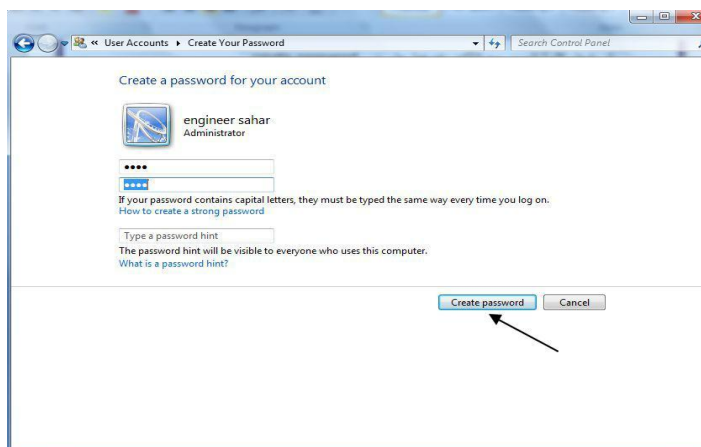 « User Accounts ▸ Create Your Password
Search Control Panel
Create a password for your account
engineer sahar
Administrator
••••
••••
If your password contains capital letters, they must be typed the same way every time you log on.
How to create a strong password
Type a password hint
The password hint will be visible to everyone who uses this computer.
What is a password hint?
Create password
Cancel